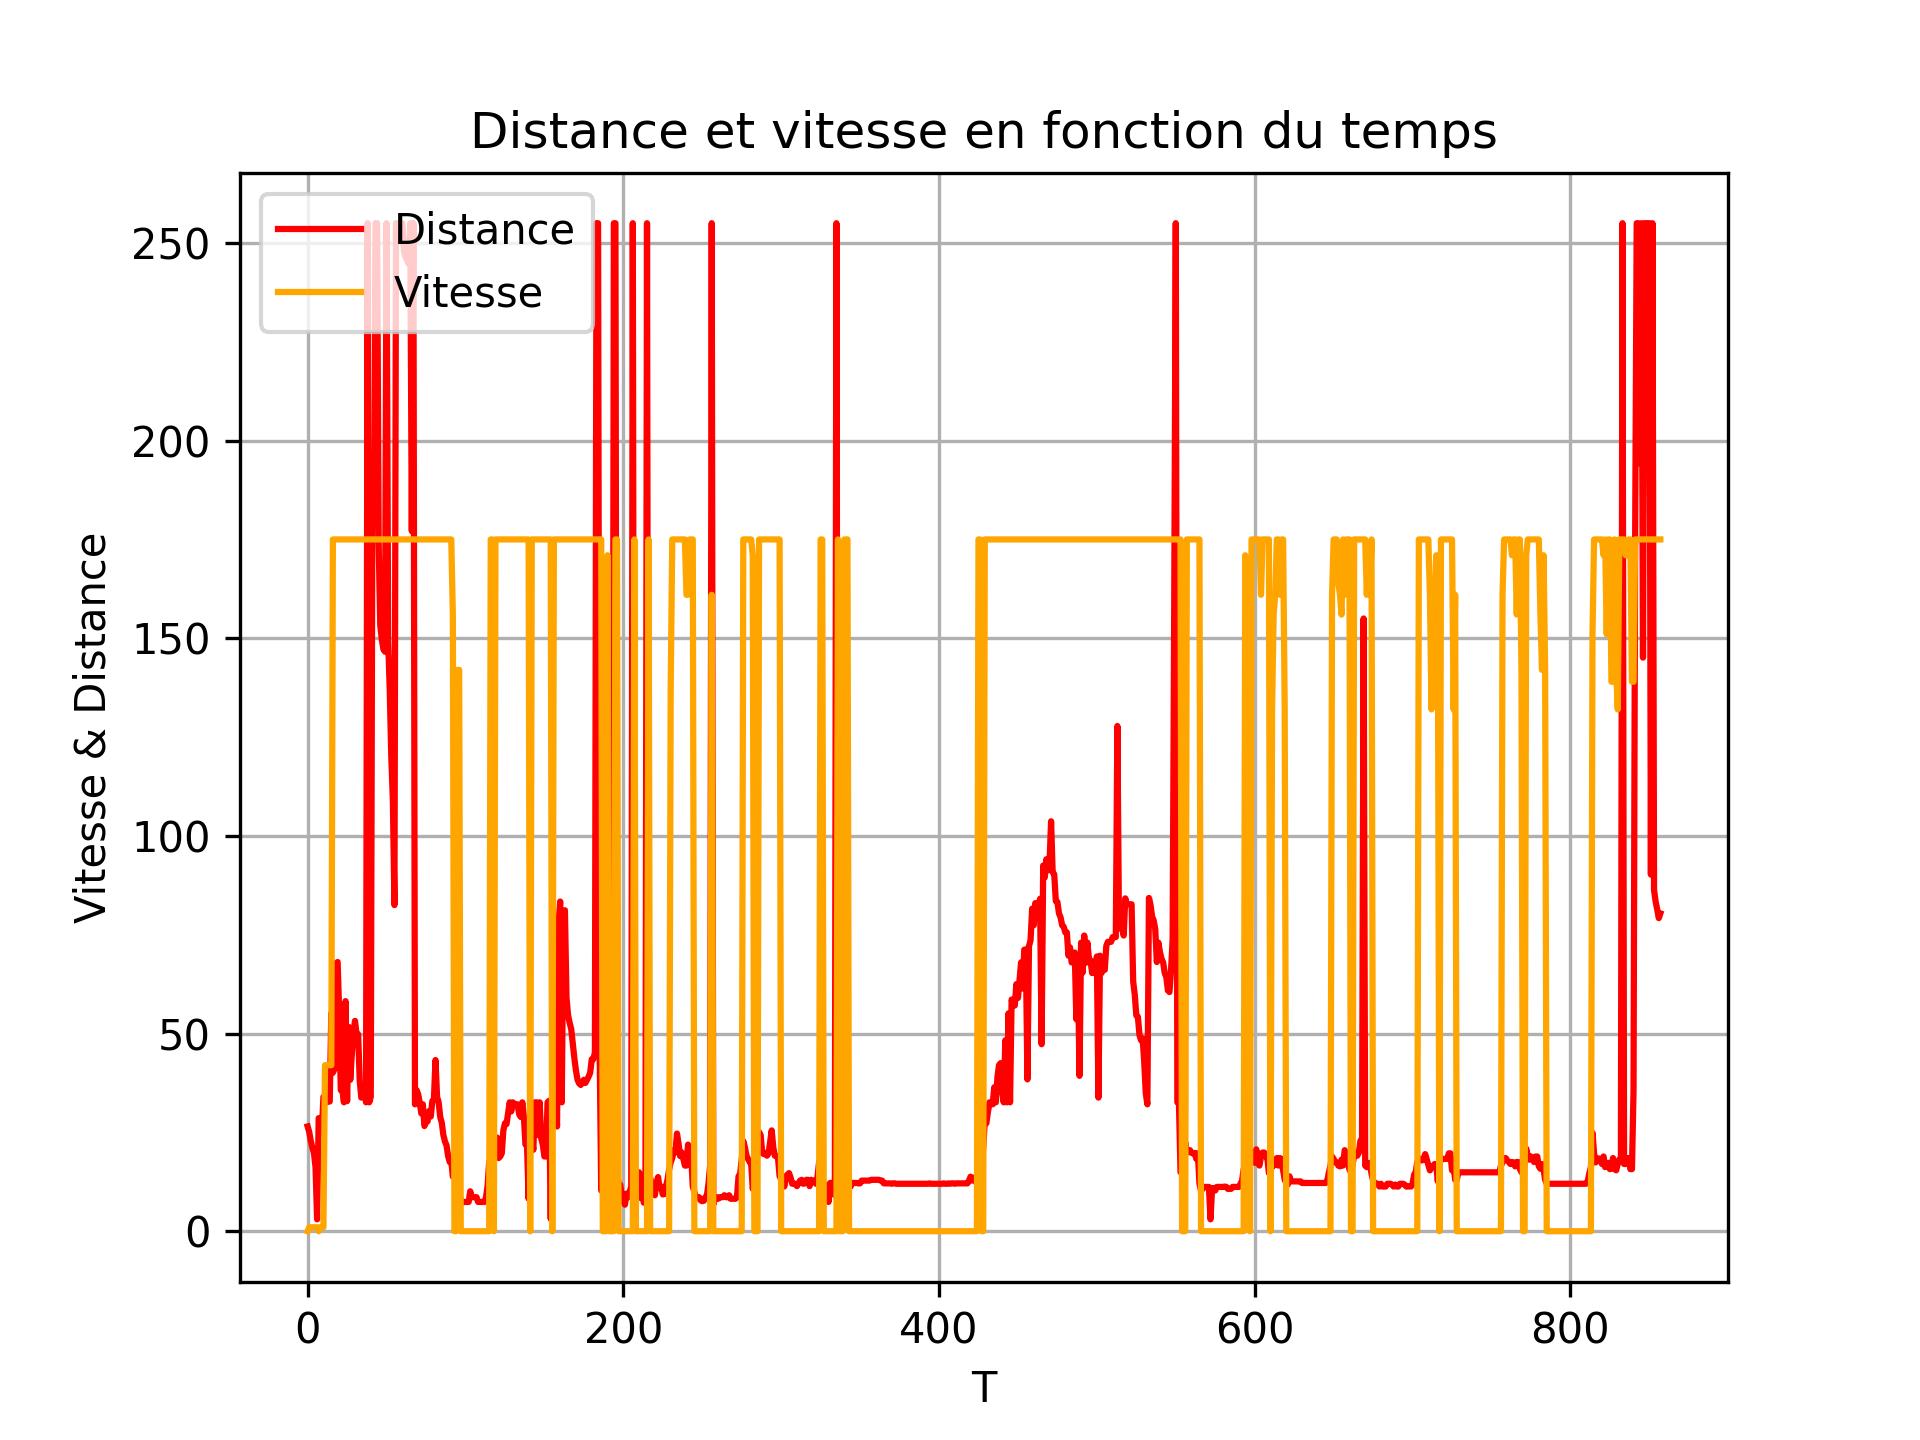 Distance et vitesse en fonction du temps
Distance
Vitesse
Vitesse & Distance
250
200
150
100
50
0
0 200 400 600 800
T